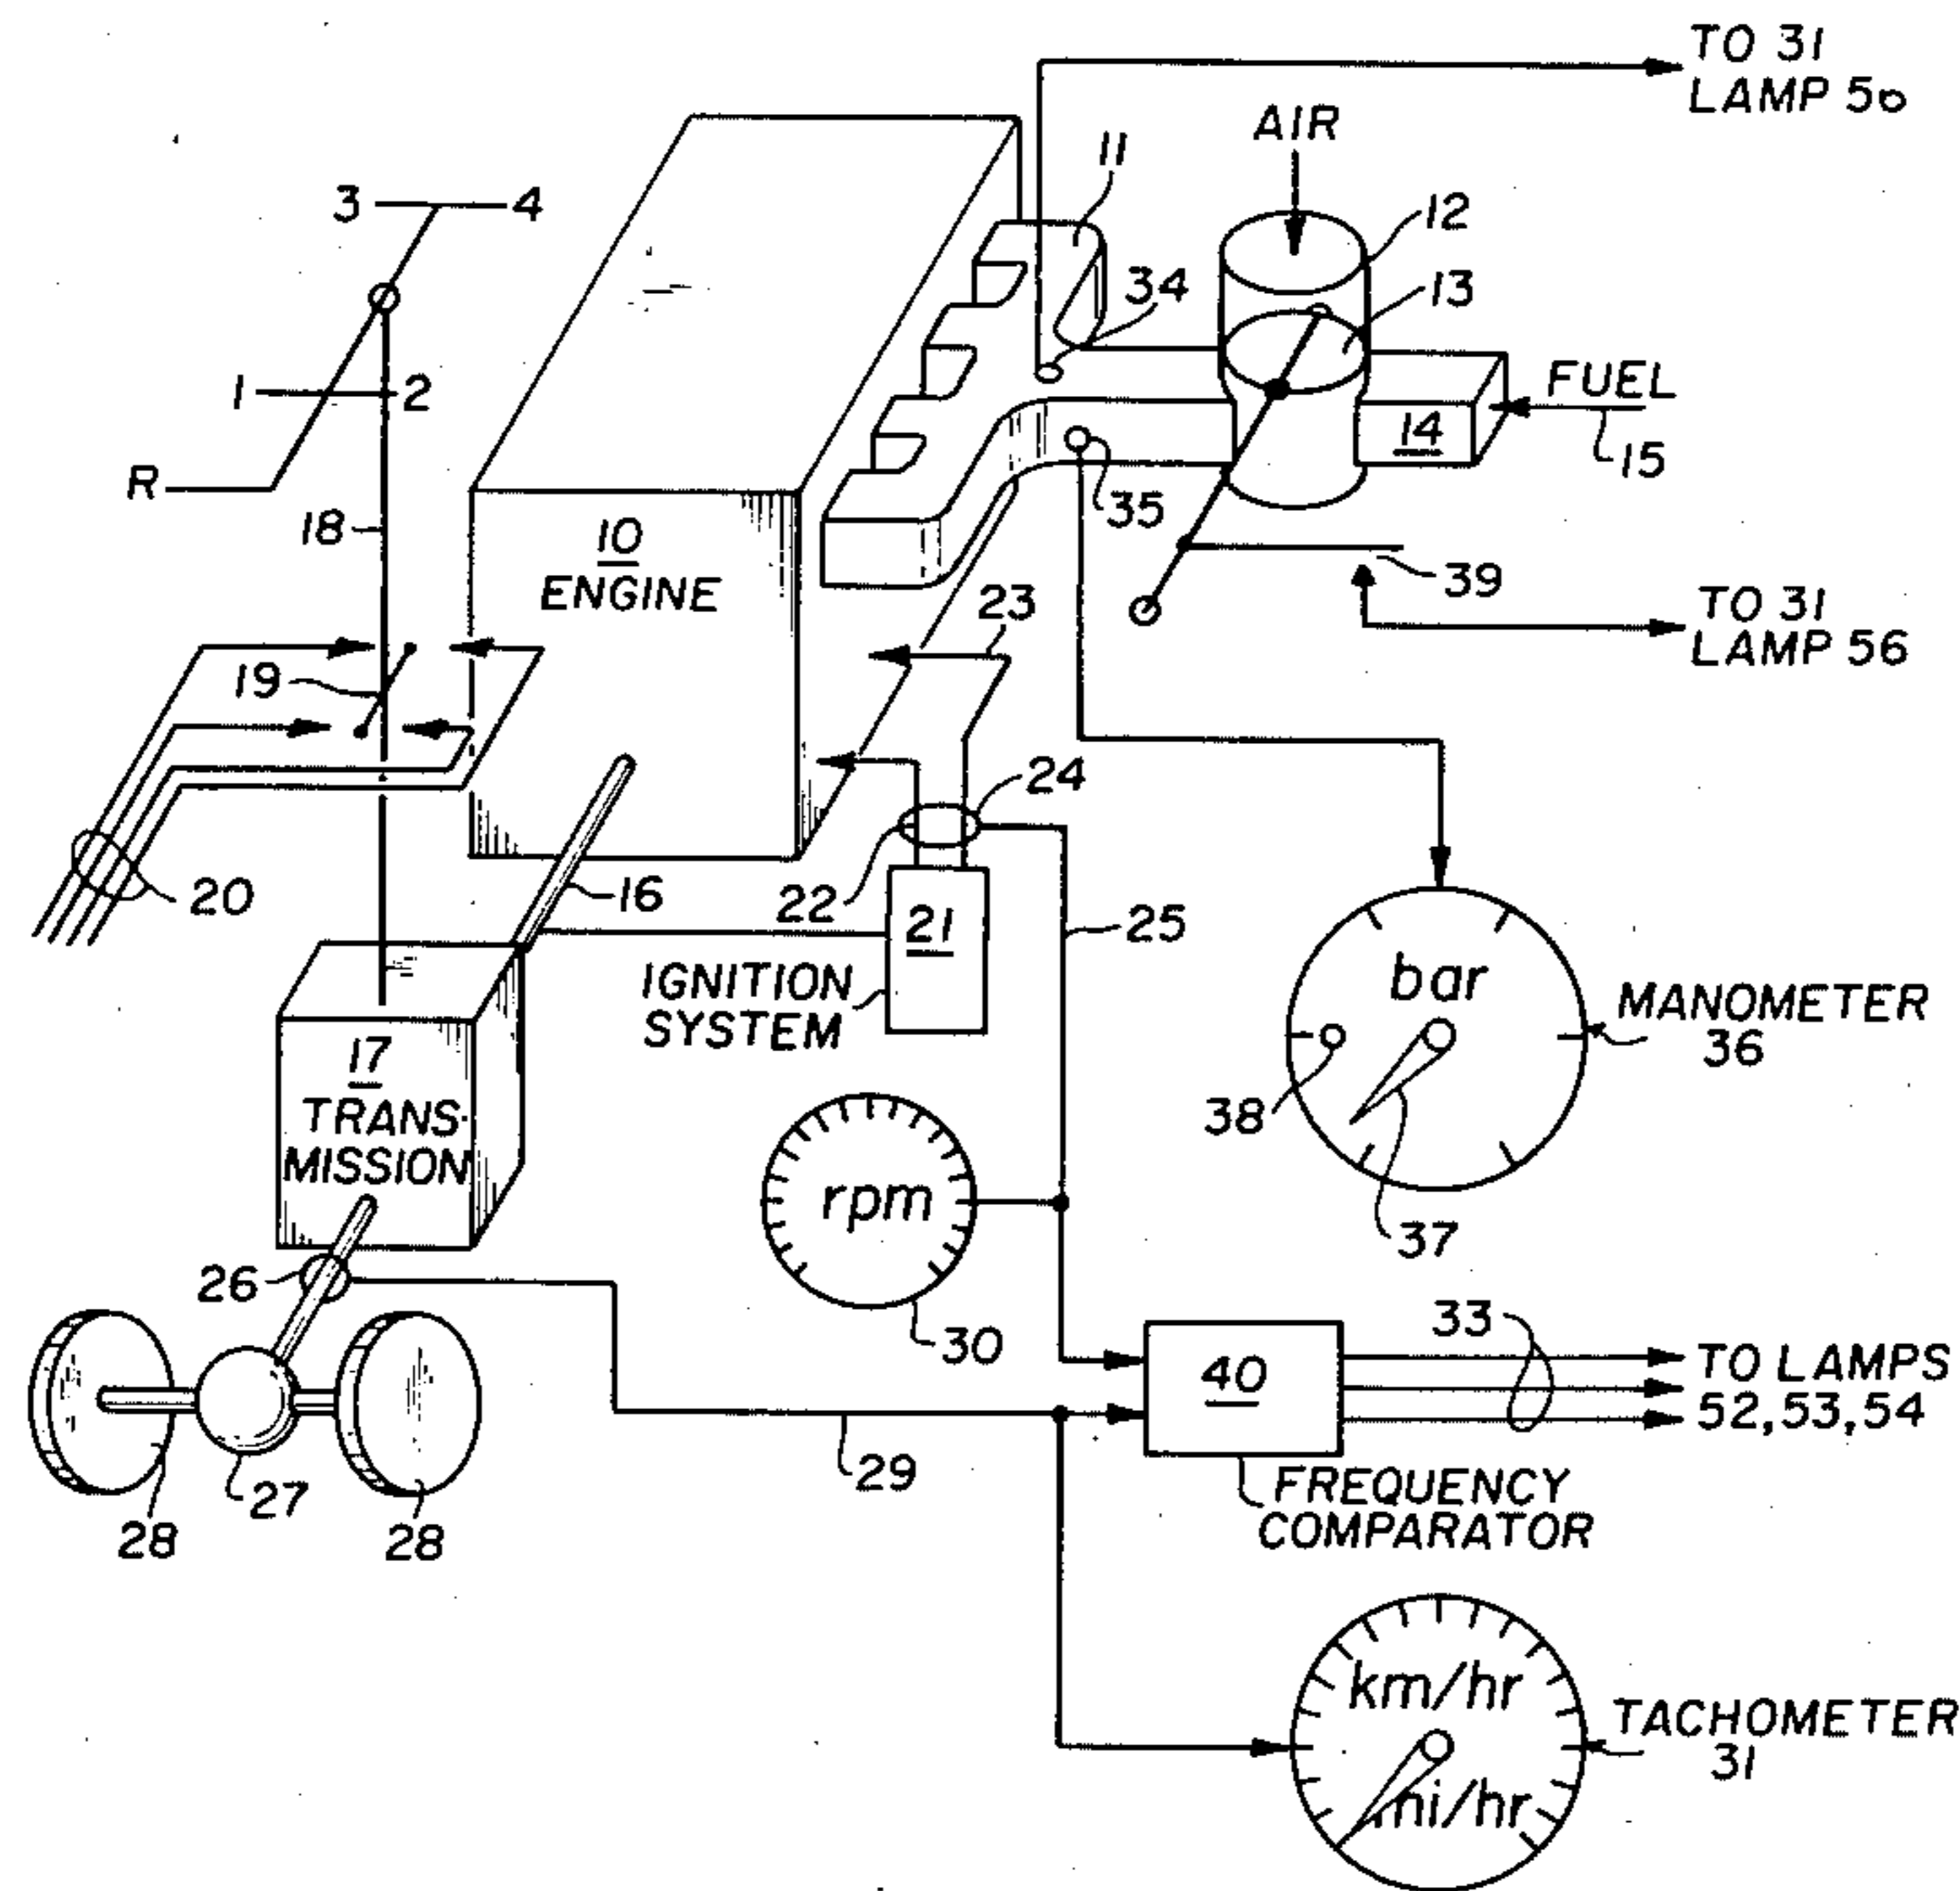 TO 31
LAMP 50
AIR
11
12
3
4
34
13
1
2
FUEL
14
15
R
18
10
ENGINE
35
39
23
TO 31
LAMP 56
19
24
20
16
22
21
25
IGNITION
SYSTEM
bar
MANOMETER
36
17
TRANS-
MISSION
38
rpm
37
26
30
33
40
TO LAMPS
52,53,54
29
27
28
28
FREQUENCY
COMPARATOR
km/hr
TACHOMETER
31
mi/hr